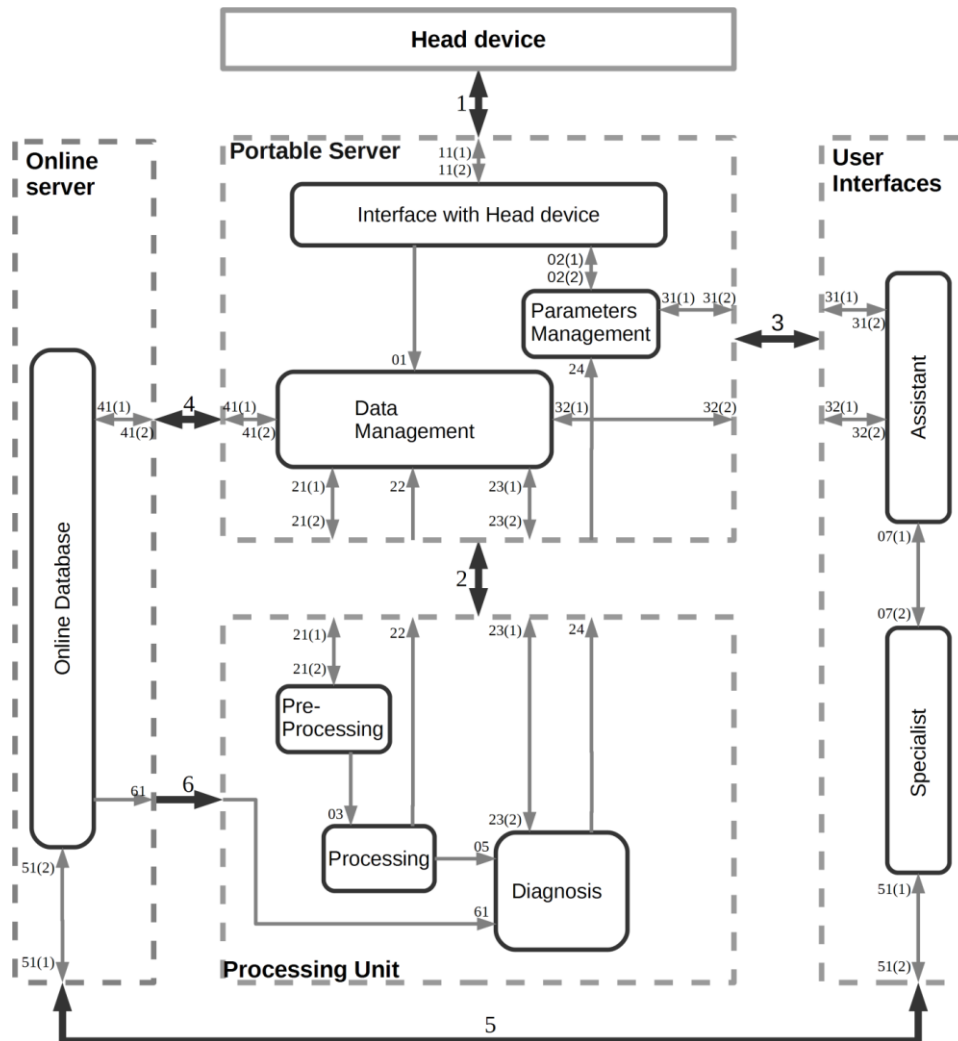 Head device
1
Online
server
Portable Server
User
Interfaces
11(1)
11(2)
Interface with Head device
02(1)
02(2)
Parameters
Management
31(1) 31(2)
3
31(1)
31(2)
01
24
Data
Management
41(1)
41(2)
4
41(1)
41(2)
32(1)
32(2)
32(1)
32(2)
Assistant
21(1)
21(2)
22
23(1)
23(2)
07(1)
07(2)
2
Online Database
21(1)
21(2)
22
23(1)
24
Pre-
Processing
Specialist
61
6
03
23(2)
Processing
05
Diagnosis
61
51(2)
51(1)
51(1)
51(2)
Processing Unit
5